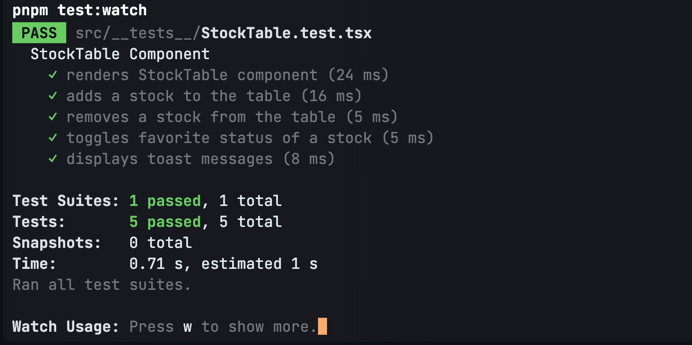 pnpm test:watch
PASS src/__tests__/StockTable.test.tsx
StockTable Component
✓ renders StockTable component (24 ms)
✓ adds a stock to the table (16 ms)
✓ removes a stock from the table (5 ms)
✓ toggles favorite status of a stock (5 ms)
✓ displays toast messages (8 ms)
Test Suites: 1 passed, 1 total
Tests: 5 passed, 5 total
Snapshots: 0 total
Time: 0.71 s, estimated 1 s
Ran all test suites.
Watch Usage: Press w to show more.